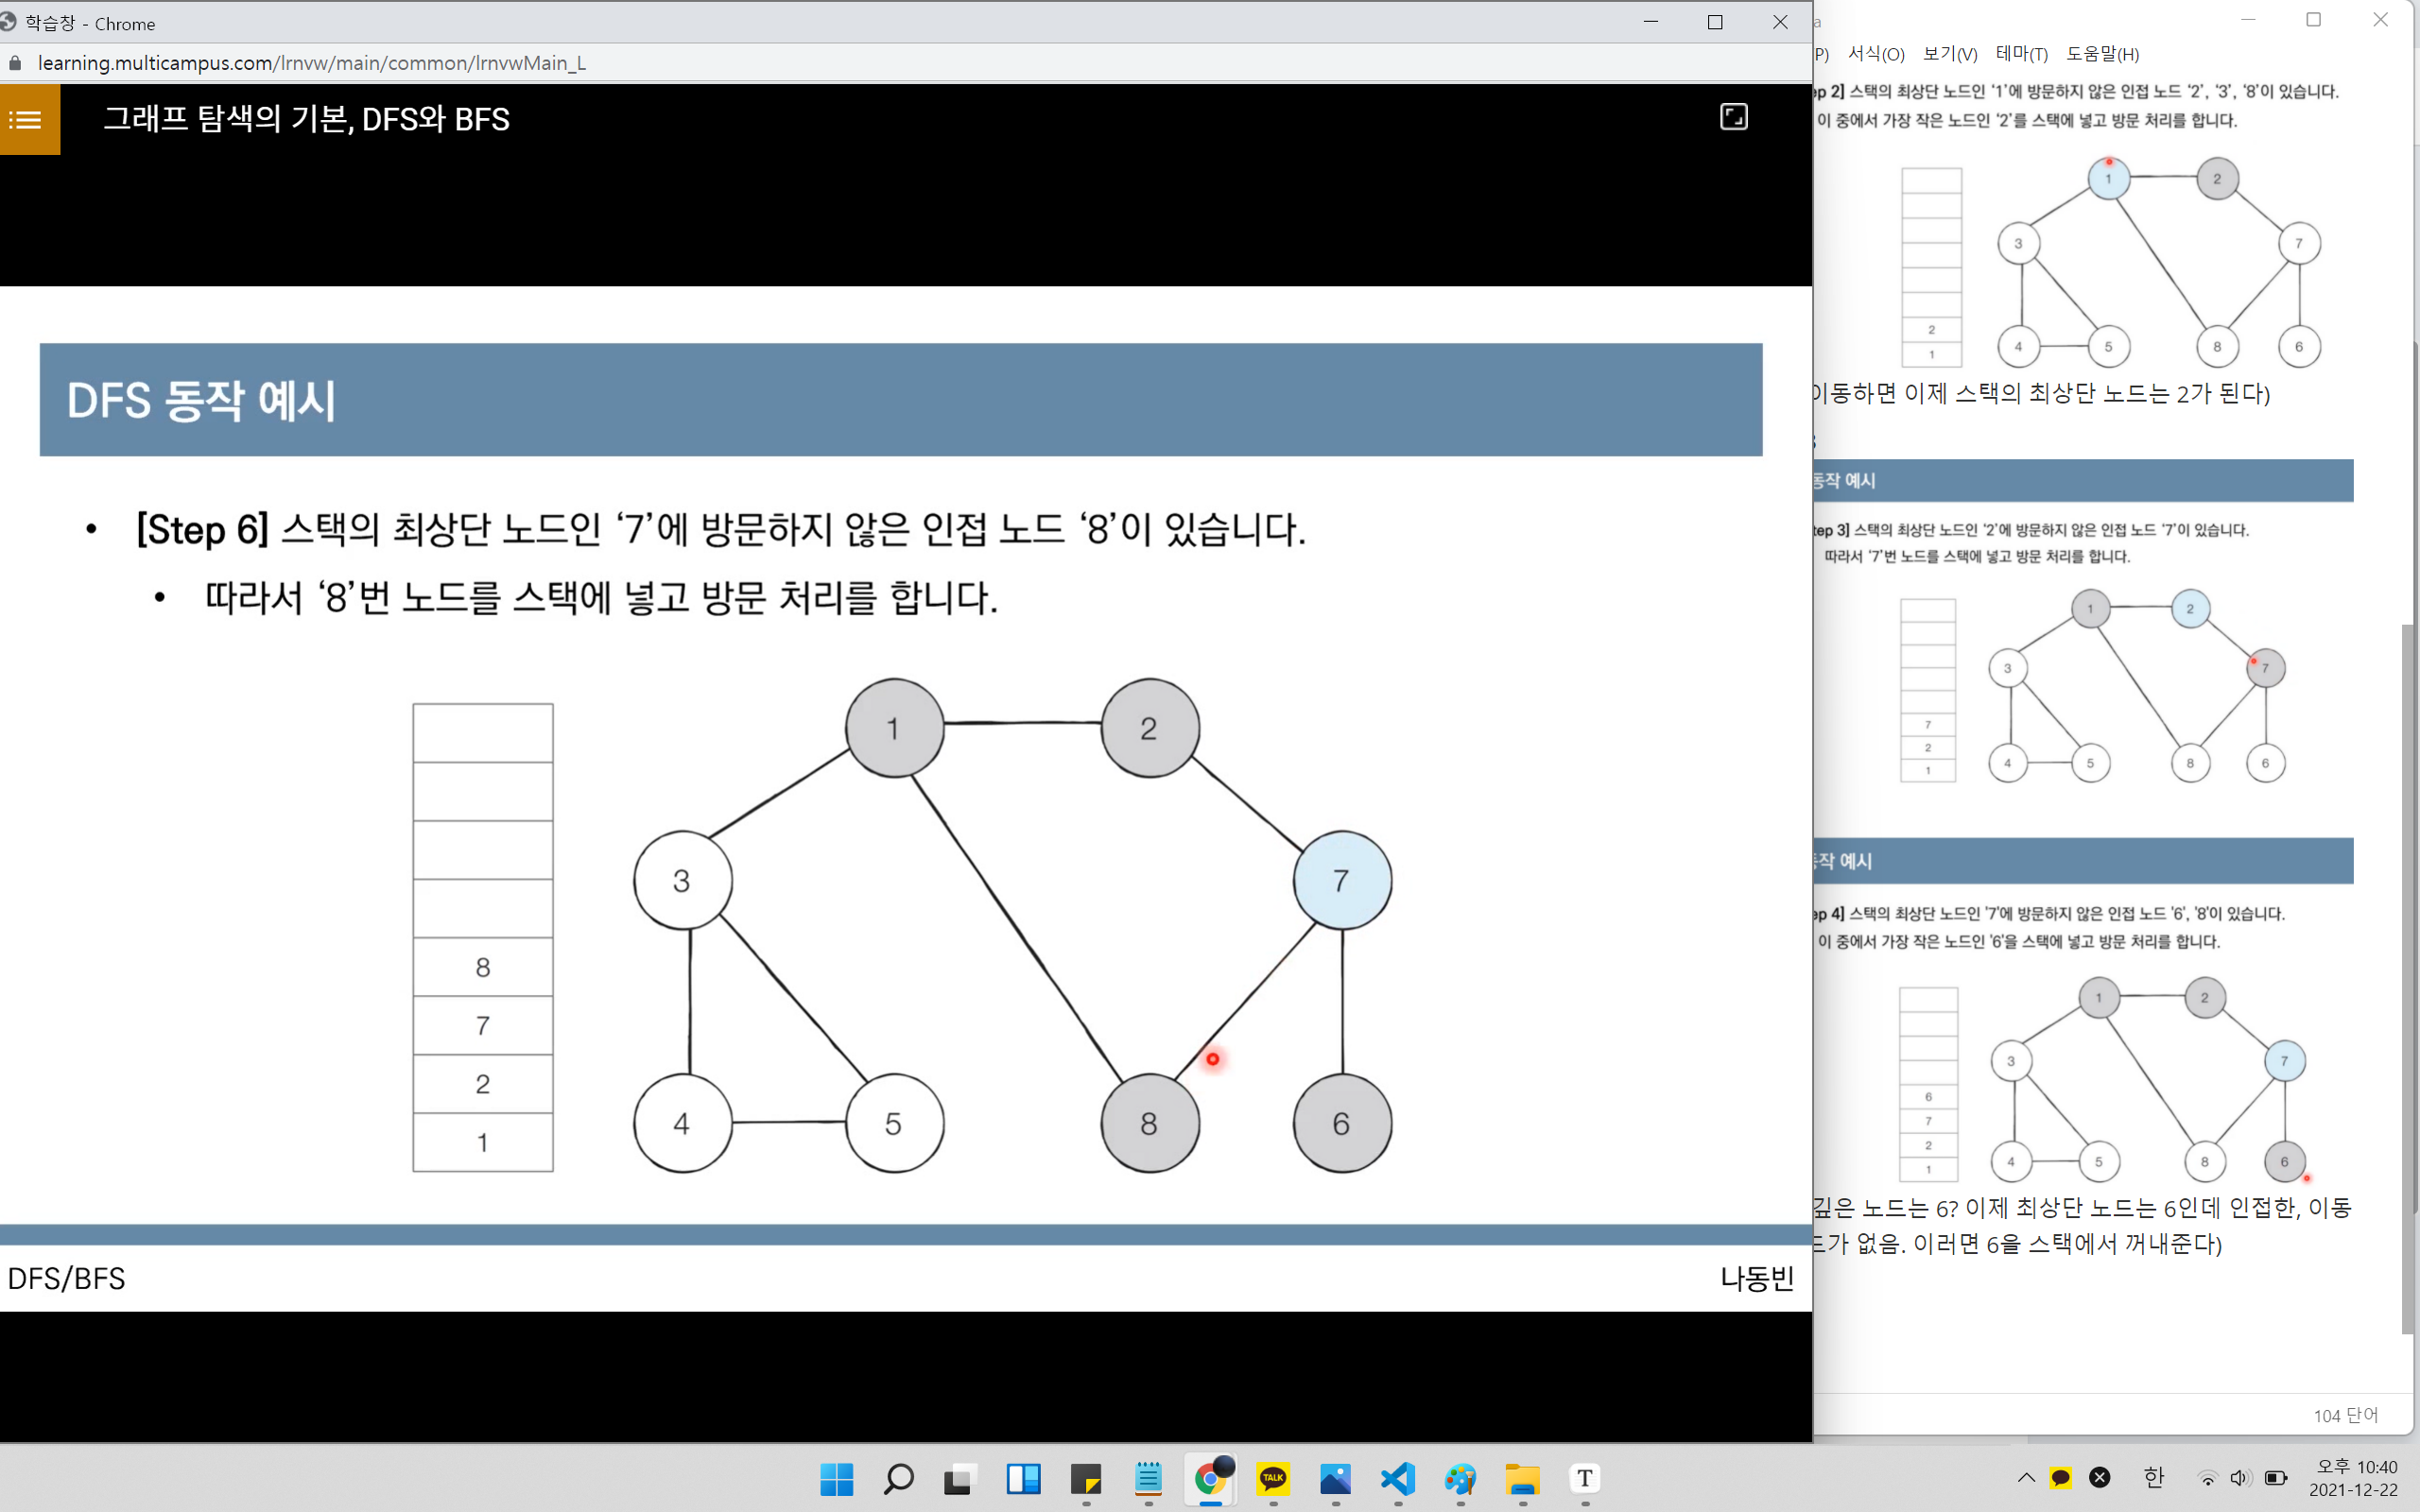 학습창 - Chrome
learning.multicampus.com/lrnvw/main/common/lrnvwMain_L
그래프 탐색의 기본, DFS와 BFS
DFS 동작 예시
• [Step 6] 스택의 최상단 노드인 ‘7’에 방문하지 않은 인접 노드 ‘8’이 있습니다.
• 따라서 ‘8’번 노드를 스택에 넣고 방문 처리를 합니다.
1
2
3
7
4
5
8
6
8
7
2
1
DFS/BFS
나동빈
서식(O) 보기(V) 테마(T) 도움말(H)
2] 스택의 최상단 노드인 ‘1’에 방문하지 않은 인접 노드 ‘2’, ‘3’, ‘8’이 있습니다.
이 중에서 가장 작은 노드인 ‘2’를 스택에 넣고 방문 처리를 합니다.
1
2
3
7
4
5
8
6
2
1
이동하면 이제 스택의 최상단 노드는 2가 된다)
동작 예시
3] 스택의 최상단 노드인 ‘2’에 방문하지 않은 인접 노드 ‘7’이 있습니다.
따라서 ‘7’번 노드를 스택에 넣고 방문 처리를 합니다.
1
2
3
7
4
5
8
6
7
2
1
작 예시
4] 스택의 최상단 노드인 ‘7’에 방문하지 않은 인접 노드 ‘6’, ‘8’이 있습니다.
이 중에서 가장 작은 노드인 ‘6’을 스택에 넣고 방문 처리를 합니다.
1
2
3
7
4
5
8
6
6
7
2
1
깊은 노드는 6? 이제 최상단 노드는 6인데 인접한, 이동
가 없음. 이러면 6을 스택에서 꺼내준다)
104 단어
TALK
T
한
오후 10:40
2021-12-22